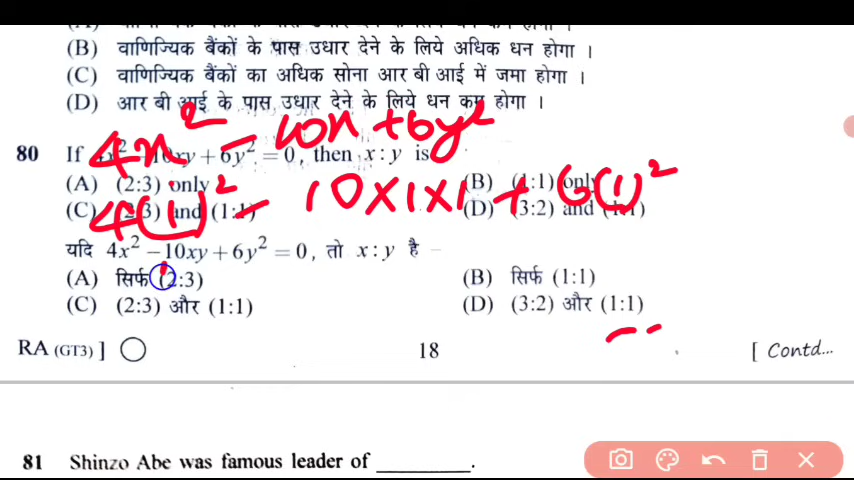 (B) वाणिज्यिक बैंकों के पास उधार देने के लिये अधिक धन होगा ।
(C) वाणिज्यिक बैंकों का अधिक सोना आर बी आई में जमा होगा ।
(D) आर बी आई के पास उधार देने के लिये धन कम होगा ।
4x² - 10x + 6y²
80 If 4x² - 10xy + 6y² = 0, then x : y is
(A) (2:3) only (B) (1:1) only
4(1)² - 10×1×1 + 6(1)²
(C) (2:3) and (1:1) (D) (3:2) and (1:1)
यदि 4x² – 10xy + 6y² = 0, तो x : y है –
(A) सिर्फ (2:3) (B) सिर्फ (1:1)
(C) (2:3) और (1:1) (D) (3:2) और (1:1)
RA (GT3) ] 18 [ Contd...
81 Shinzo Abe was famous leader of ________.